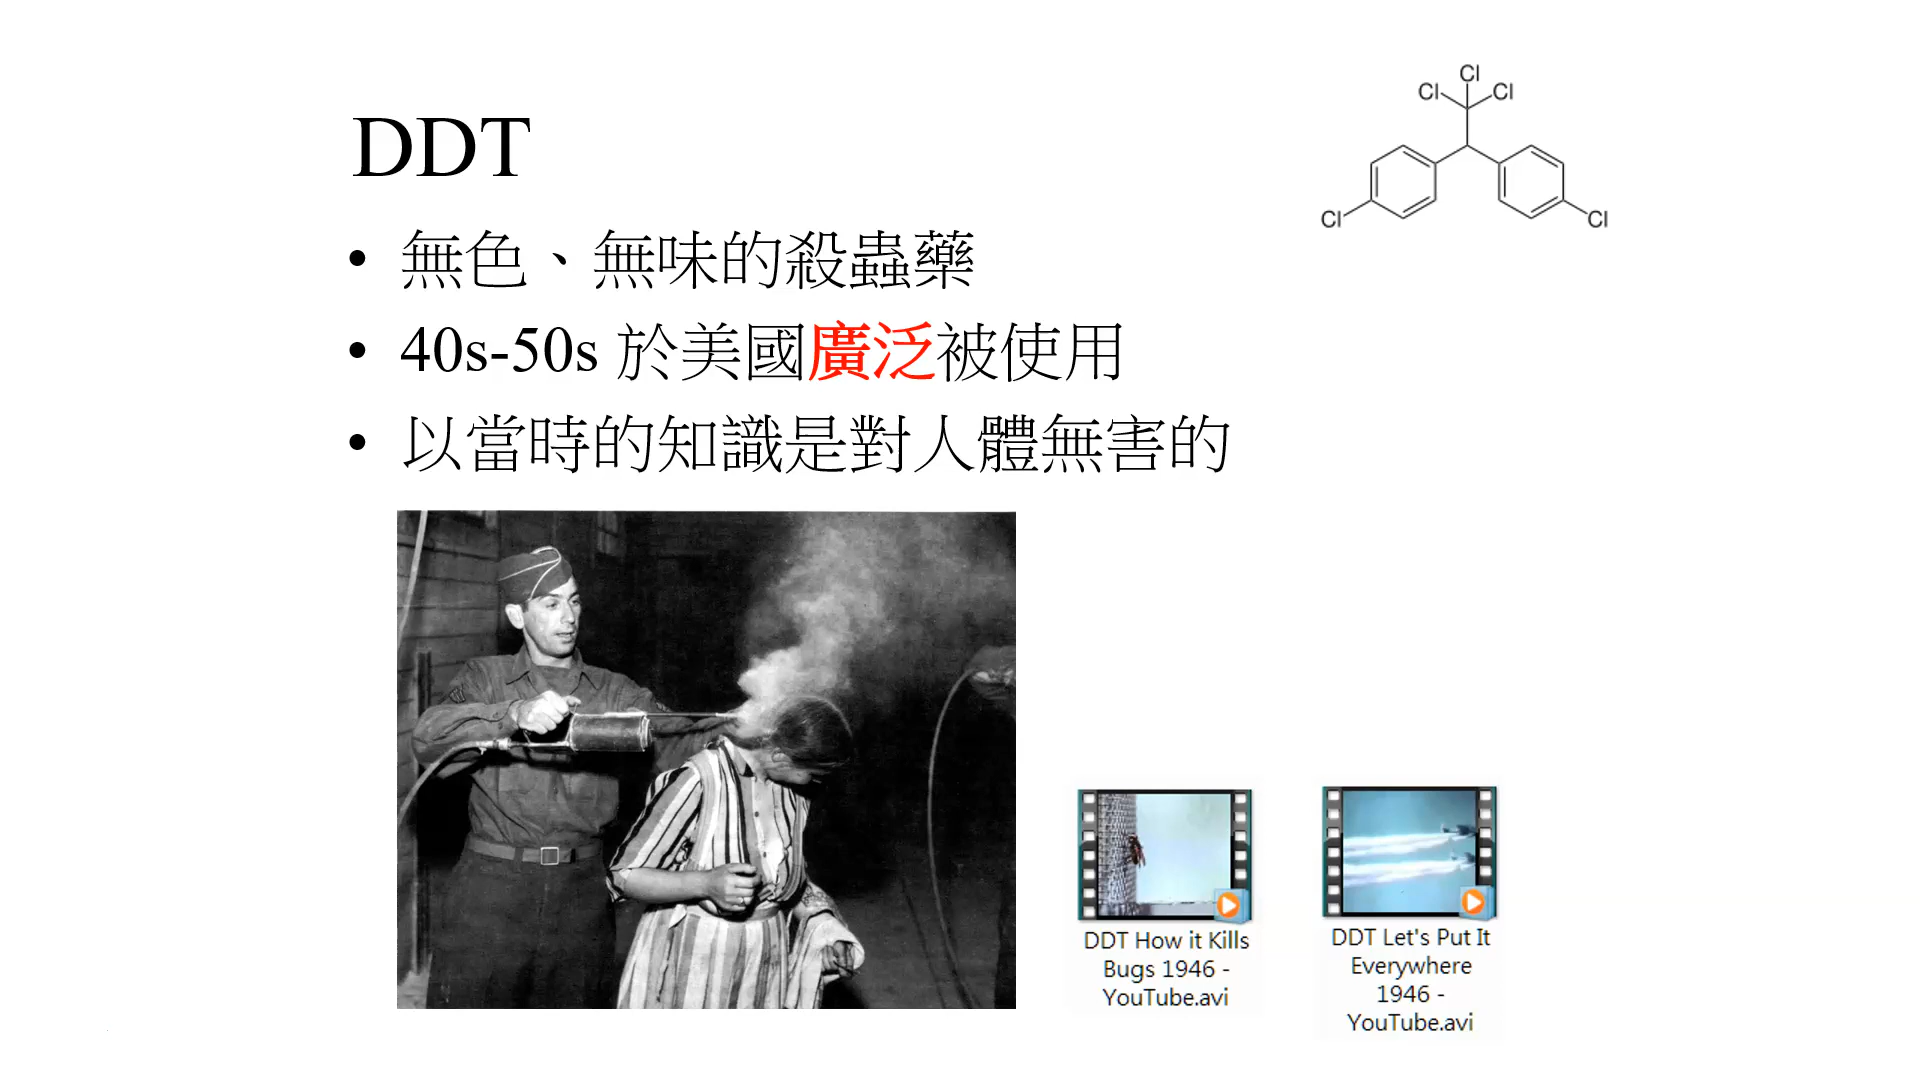 DDT
• 無色、無味的殺蟲藥
• 40s-50s 於美國廣泛被使用
• 以當時的知識是對人體無害的
Cl
Cl Cl
Cl Cl
DDT How it Kills
Bugs 1946 -
YouTube.avi
DDT Let's Put It
Everywhere
1946 -
YouTube.avi